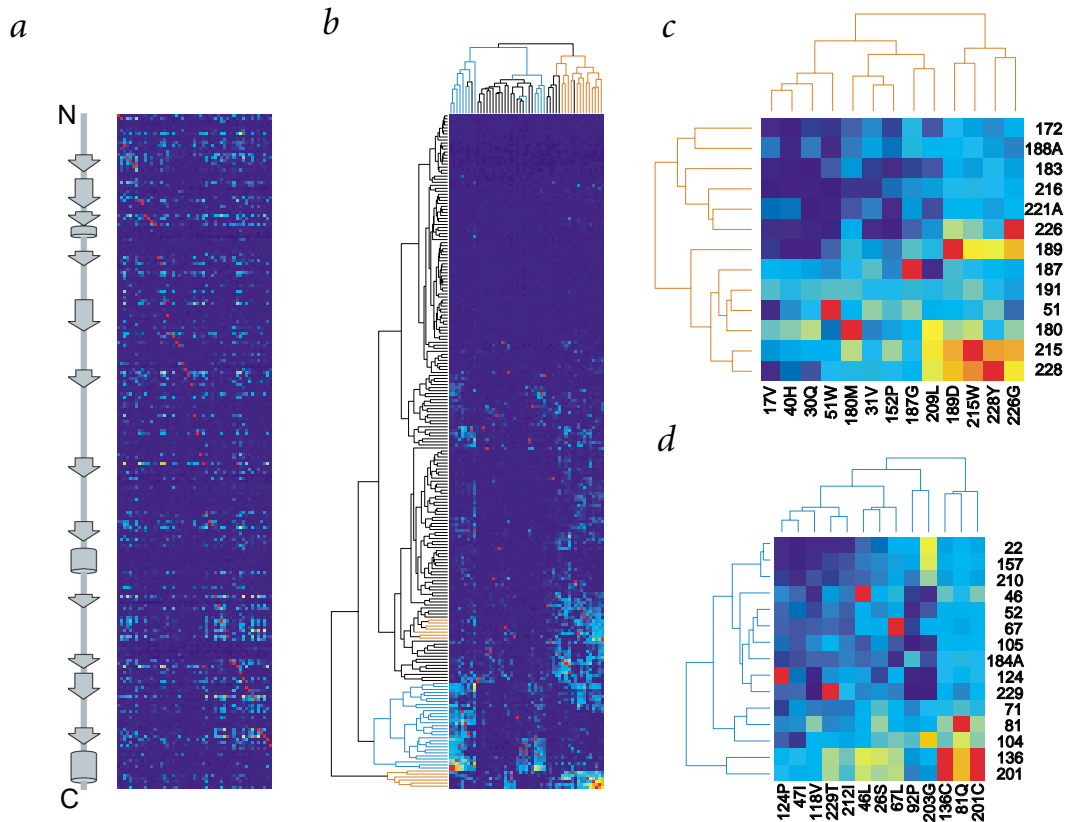 a
b
c
N
C
172
188A
183
216
221A
226
189
187
191
51
180
215
228
17V
40H
30Q
51W
180M
31V
152P
187G
209L
189D
215W
228Y
226G
d
22
157
210
46
52
67
105
184A
124
229
71
81
104
136
201
124P
47I
118V
229T
212I
46L
26S
67L
92P
203G
136C
81Q
201C